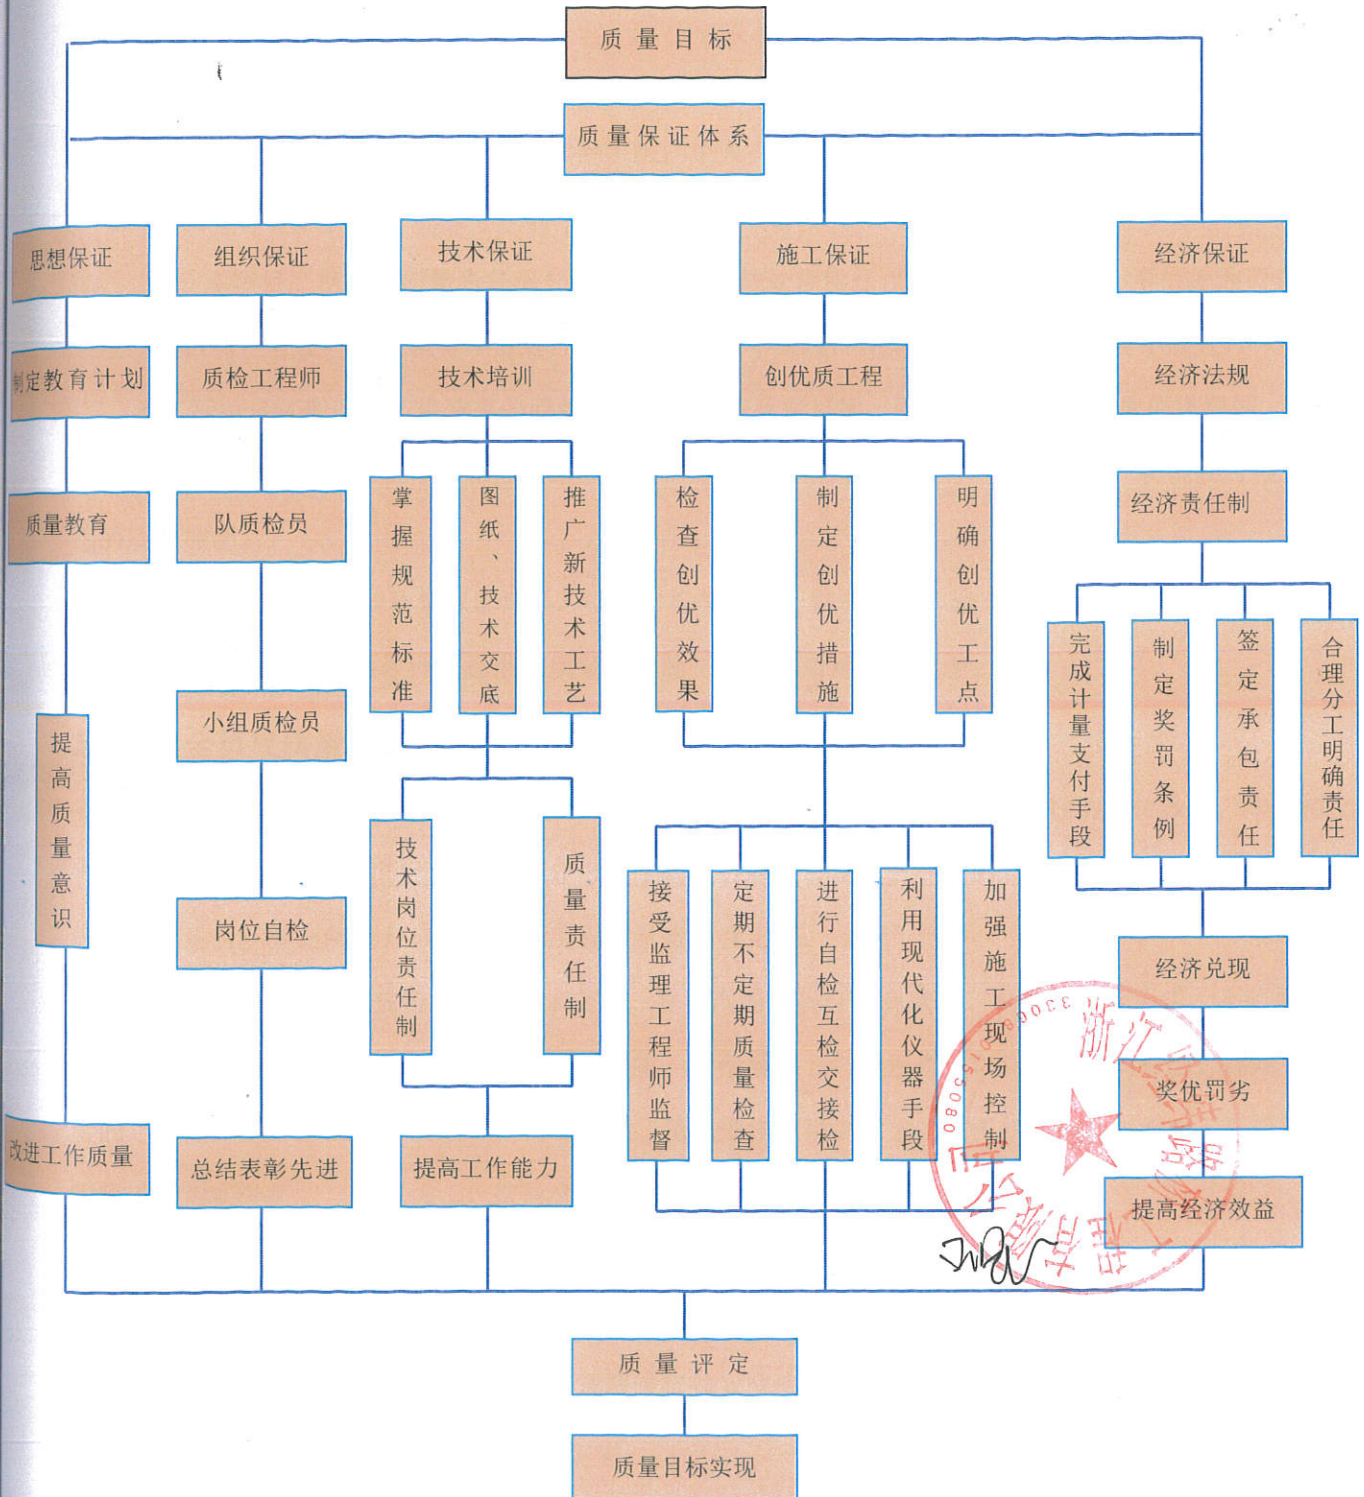 质量目标
质量保证体系
思想保证
组织保证
技术保证
施工保证
经济保证
制定教育计划
质检工程师
技术培训
创优质工程
经济法规
质量教育
队质检员
掌握规范标准
图纸、技术交底
推广新技术工艺
检查创优效果
制定创优措施
明确创优工点
经济责任制
小组质检员
完成计量支付手段
制定奖罚条例
签定承包责任
合理分工明确责任
提高质量意识
岗位自检
技术岗位责任制
质量责任制
接受监理工程师监督
定期不定期质量检查
进行自检互检交接检
利用现代化仪器手段
加强施工现场控制
经济兑现
奖优罚劣
改进工作质量
总结表彰先进
提高工作能力
提高经济效益
工程有限公司
质量评定
质量目标实现